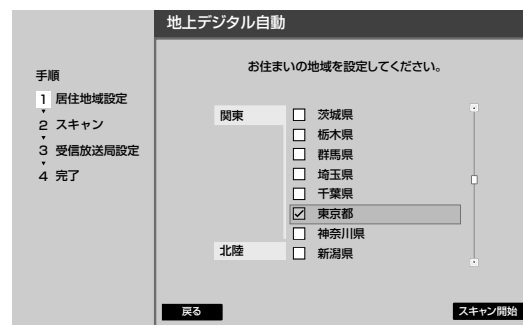 地上デジタル自動
お住まいの地域を設定してください。
手順
1 居住地域設定
2 スキャン
3 受信放送局設定
4 完了
関東
茨城県
栃木県
群馬県
埼玉県
千葉県
東京都
神奈川県
北陸
新潟県
戻る
スキャン開始